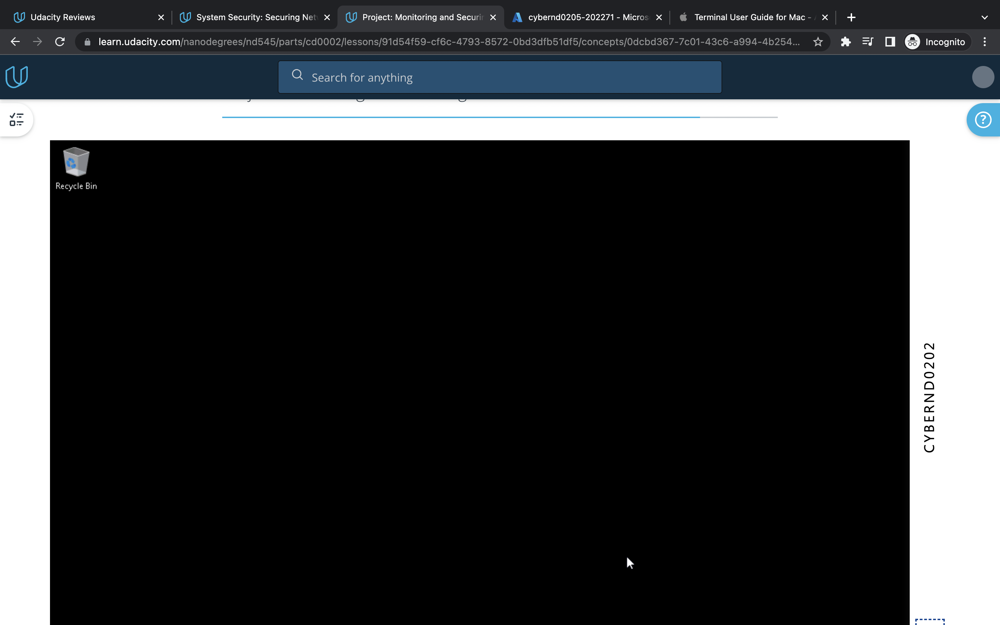 Udacity Reviews
System Security: Securing Net
Project: Monitoring and Securin
cybernd0205-202271 - Micros
Terminal User Guide for Mac -
learn.udacity.com/nanodegrees/nd545/parts/cd0002/lessons/91d54f59-cf6c-4793-8572-0bd3dfb51df5/concepts/0dcbd367-7c01-43c6-a994-4b254...
Incognito
Search for anything
Recycle Bin
CYBERND0202